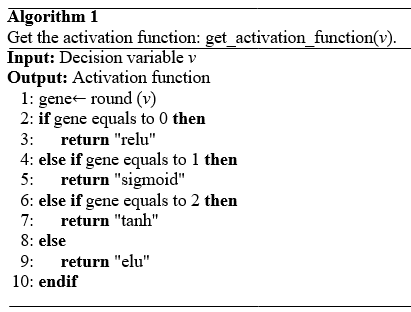 Algorithm 1
Get the activation function: get_activation_function(v).
Input: Decision variable v
Output: Activation function
1: gene← round (v)
2: if gene equals to 0 then
3: return "relu"
4: else if gene equals to 1 then
5: return "sigmoid"
6: else if gene equals to 2 then
7: return "tanh"
8: else
9: return "elu"
10: endif